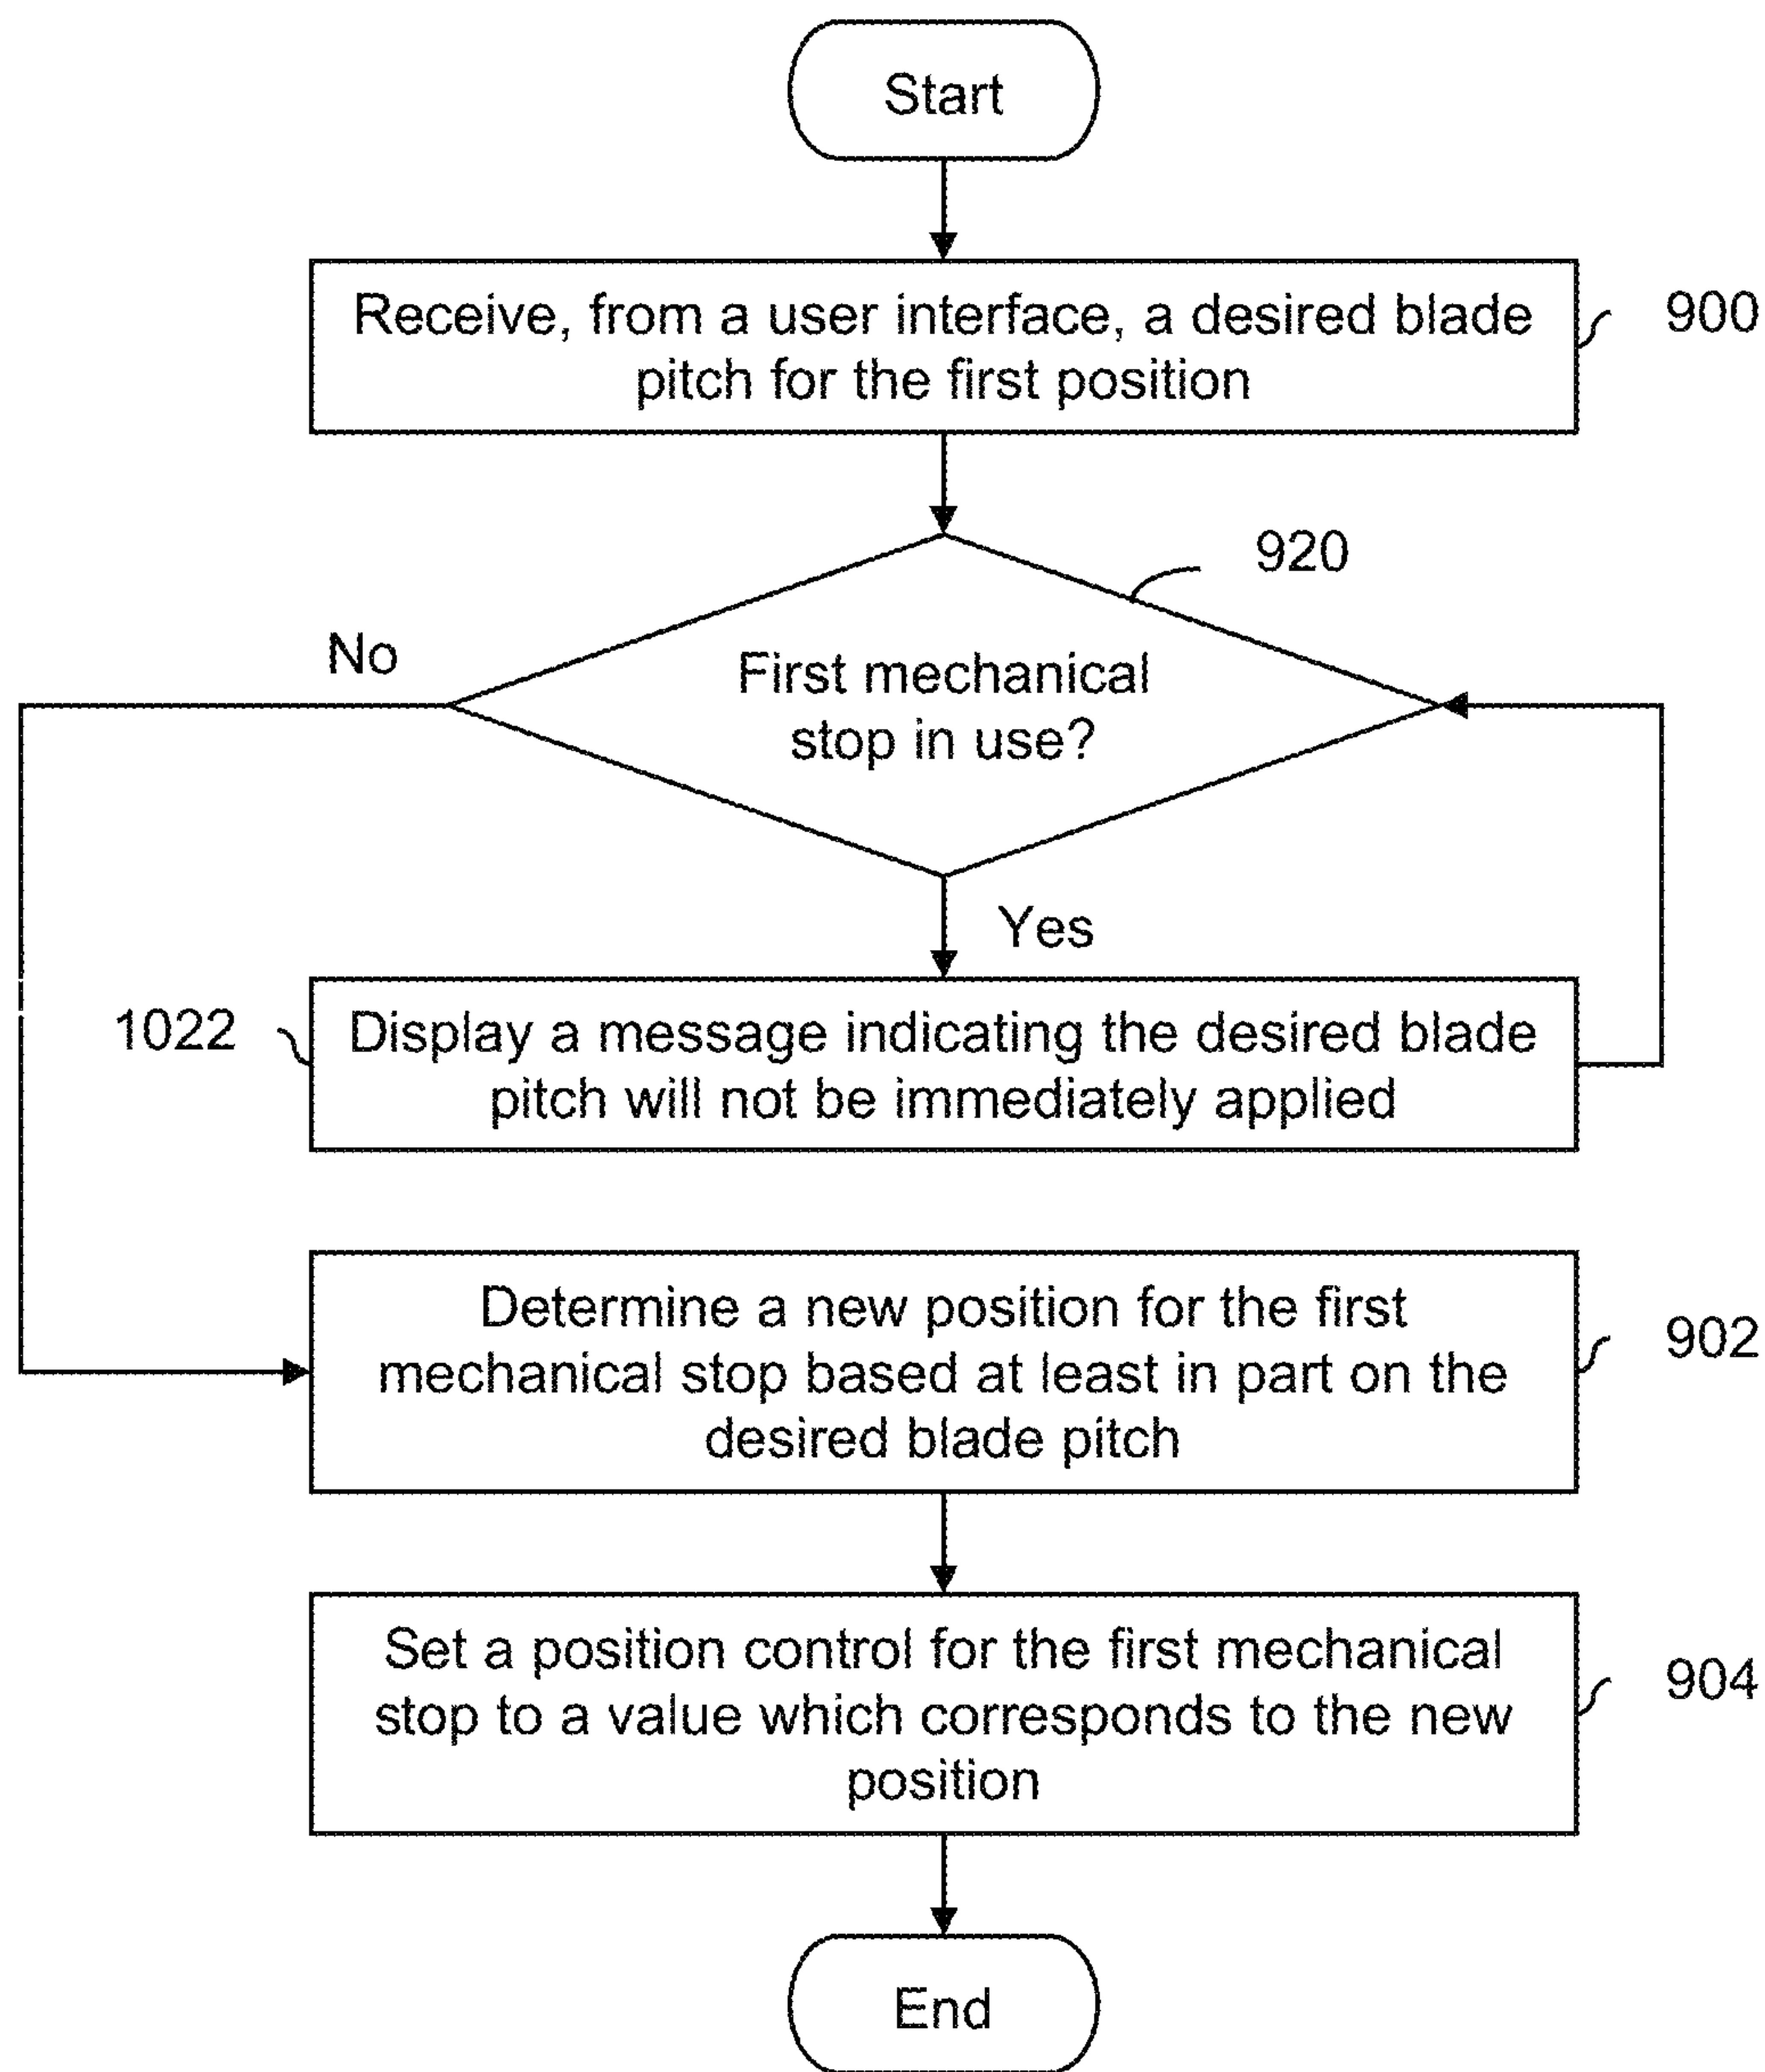 Start
Receive, from a user interface, a desired blade
pitch for the first position
900
920
No
First mechanical
stop in use?
Yes
1022
Display a message indicating the desired blade
pitch will not be immediately applied
Determine a new position for the first
mechanical stop based at least in part on the
desired blade pitch
902
Set a position control for the first mechanical
stop to a value which corresponds to the new
position
904
End